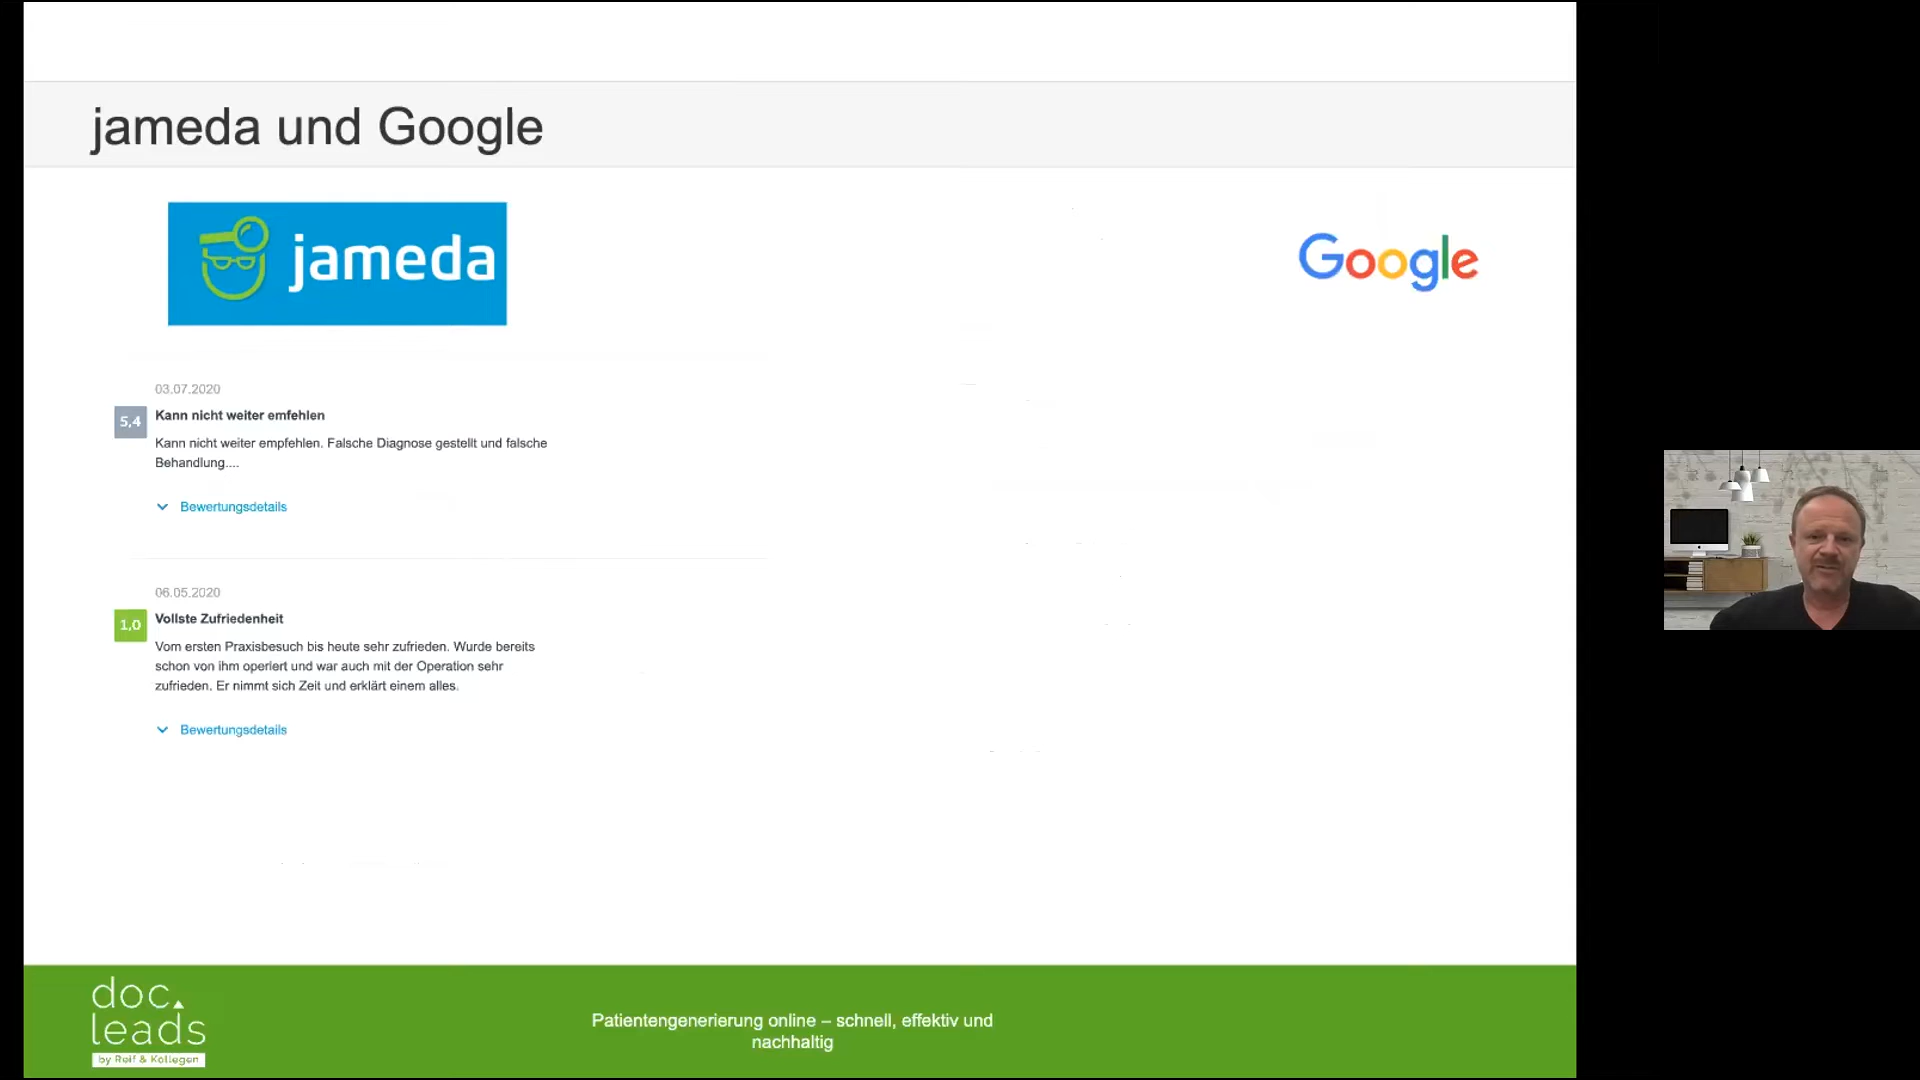 jameda und Google
jameda
Google
03.07.2020
5,4
Kann nicht weiter emfehlen
Kann nicht weiter empfehlen. Falsche Diagnose gestellt und falsche
Behandlung....
Bewertungsdetails
06.05.2020
1,0
Vollste Zufriedenheit
Vom ersten Praxisbesuch bis heute sehr zufrieden. Wurde bereits
schon von ihm operiert und war auch mit der Operation sehr
zufrieden. Er nimmt sich Zeit und erklärt einem alles.
Bewertungsdetails
doc.
leads
by Reif & Kollegen
Patientengenerierung online – schnell, effektiv und
nachhaltig